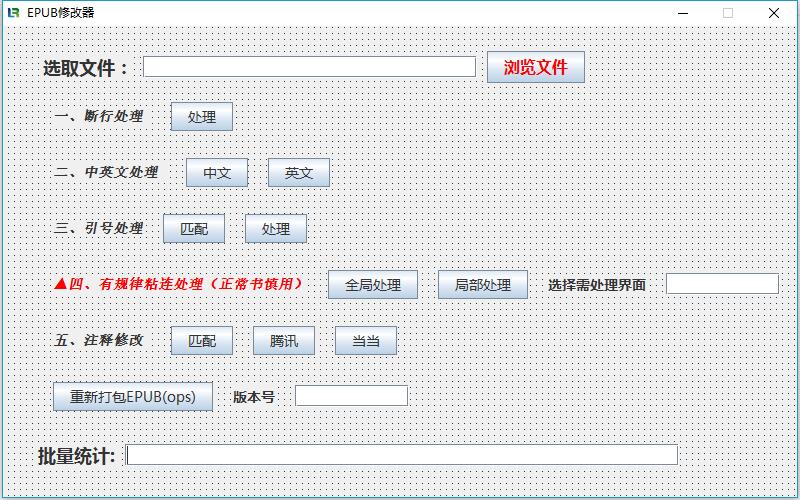 EPUB修改器
选取文件： 浏览文件
一、断行处理 处理
二、中英文处理 中文 英文
三、引号处理 匹配 处理
▲四、有规律粘连处理（正常书慎用） 全局处理 局部处理 选择需处理界面
五、注释修改 匹配 腾讯 当当
重新打包EPUB(ops) 版本号
批量统计: